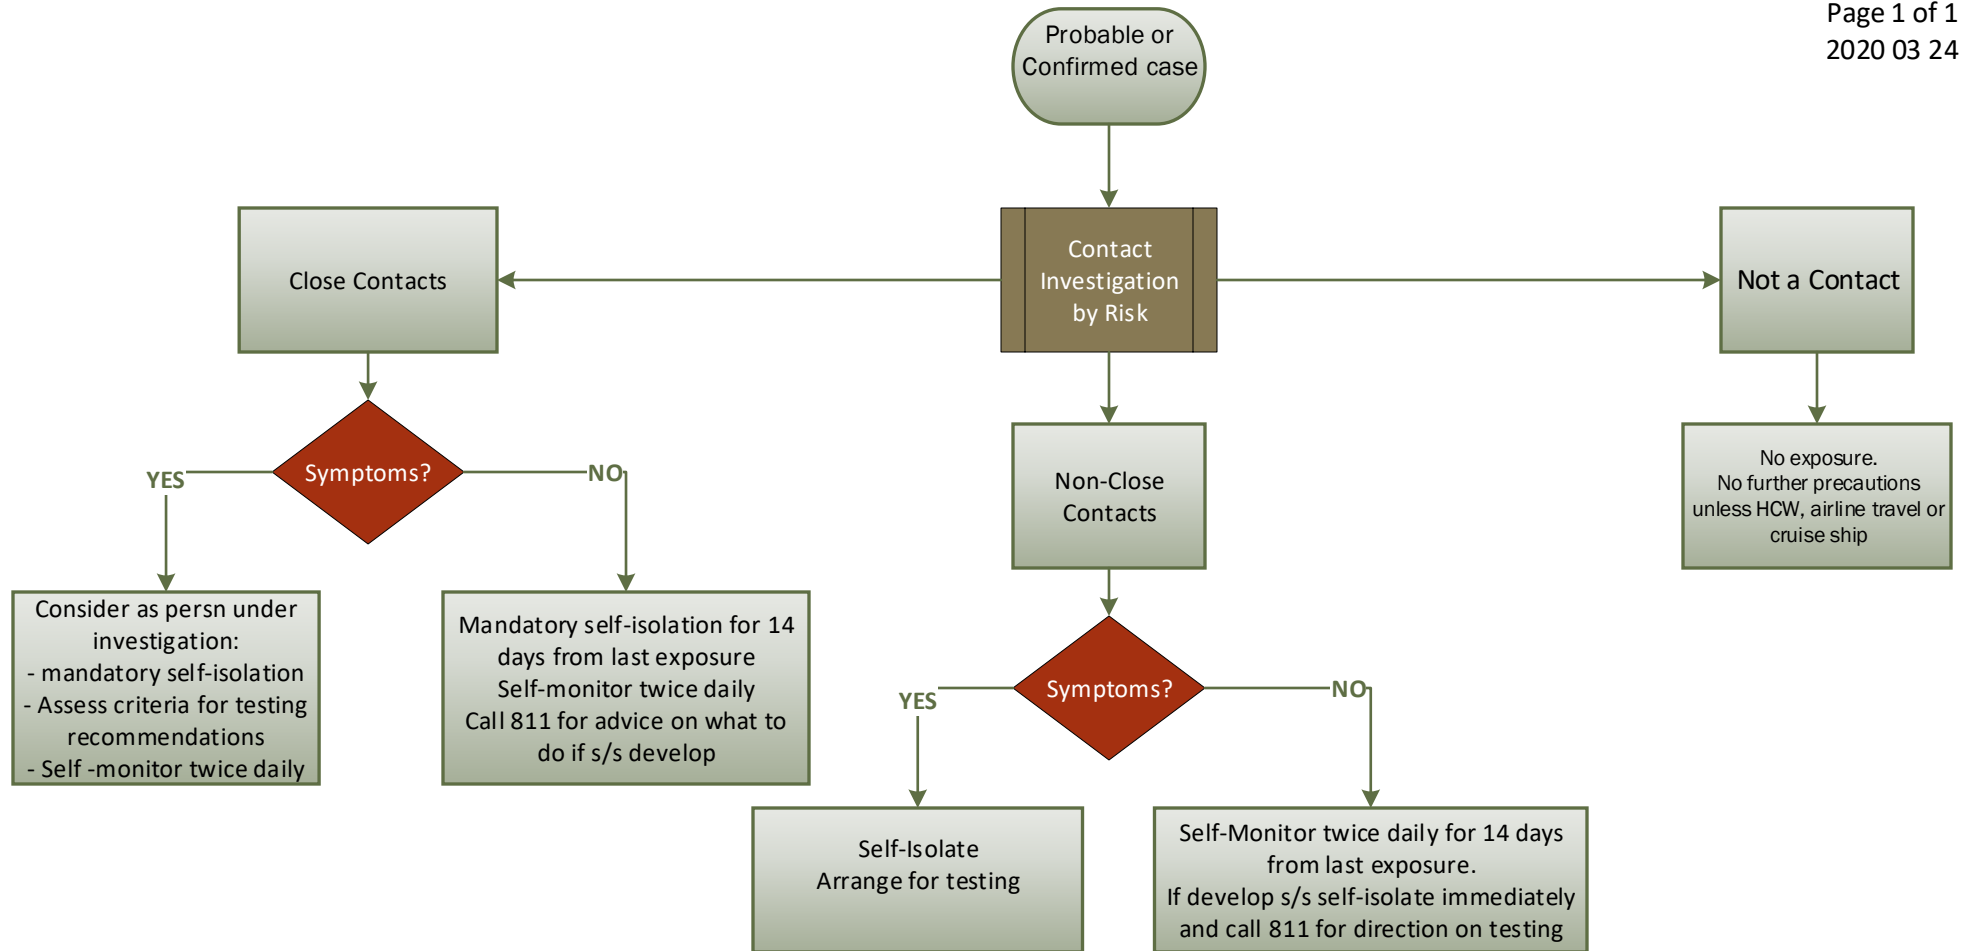 Page 1 of 1
2020 03 24
Probable or
Confirmed case
Contact
Investigation
by Risk
Close Contacts
Not a Contact
Symptoms?
YES
NO
Non-Close
Contacts
No exposure.
No further precautions
unless HCW, airline travel or
cruise ship
Consider as persn under
investigation:
- mandatory self-isolation
- Assess criteria for testing
recommendations
- Self -monitor twice daily
Mandatory self-isolation for 14
days from last exposure
Self-monitor twice daily
Call 811 for advice on what to
do if s/s develop
Symptoms?
YES
NO
Self-Isolate
Arrange for testing
Self-Monitor twice daily for 14 days
from last exposure.
If develop s/s self-isolate immediately
and call 811 for direction on testing